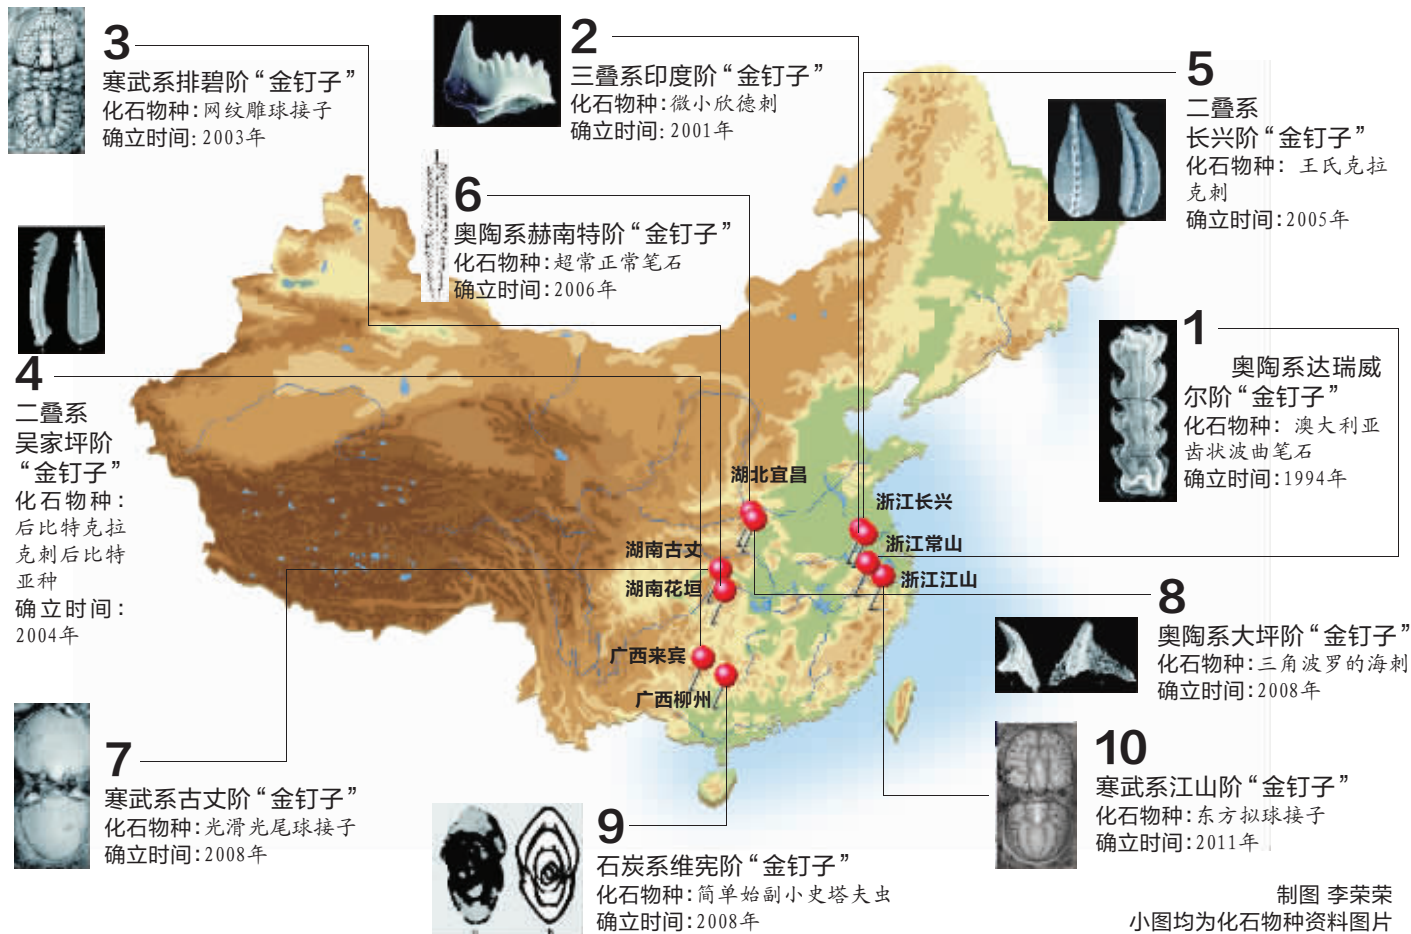 3
寒武系排碧阶“金钉子”
化石物种：网纹雕球接子
确立时间：2003年
2
三叠系印度阶“金钉子”
化石物种：微小欣德刺
确立时间：2001年
5
二叠系
长兴阶“金钉子”
化石物种：王氏克拉
克刺
确立时间：2005年
6
奥陶系赫南特阶“金钉子”
化石物种：超常正常笔石
确立时间：2006年
4
二叠系
吴家坪阶
“金钉子”
化石物种：
后比特克拉
克刺后比特
亚种
确立时间：
2004年
1
奥陶系达瑞威
尔阶“金钉子”
化石物种：澳大利亚
齿状波曲笔石
确立时间：1994年
湖北宜昌
浙江长兴
浙江常山
浙江江山
湖南古丈
湖南花垣
广西来宾
广西柳州
8
奥陶系大坪阶“金钉子”
化石物种：三角波罗的海刺
确立时间：2008年
7
寒武系古丈阶“金钉子”
化石物种：光滑光尾球接子
确立时间：2008年
9
石炭系维宪阶“金钉子”
化石物种：简单始副小史塔夫虫
确立时间：2008年
10
寒武系江山阶“金钉子”
化石物种：东方拟球接子
确立时间：2011年
制图 李荣荣
小图均为化石物种资料图片